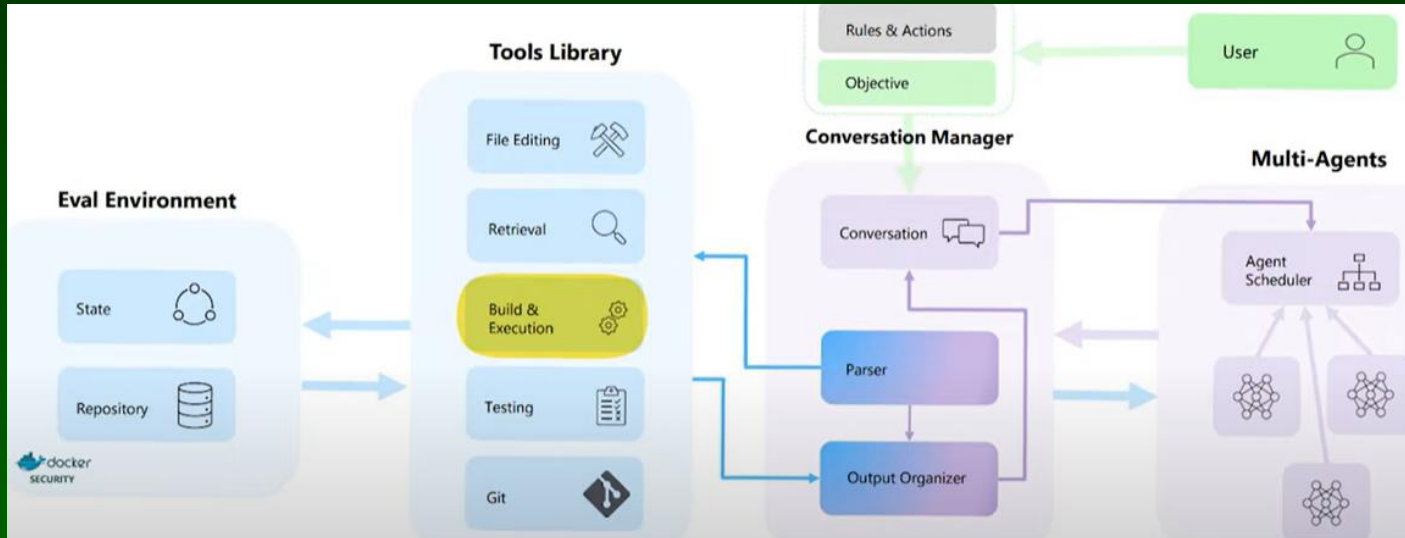 Tools Library
File Editing
Retrieval
Build &
Execution
Testing
Git
Eval Environment
State
Repository
docker
SECURITY
Rules & Actions
Objective
User
Conversation Manager
Conversation
Parser
Output Organizer
Multi-Agents
Agent
Scheduler